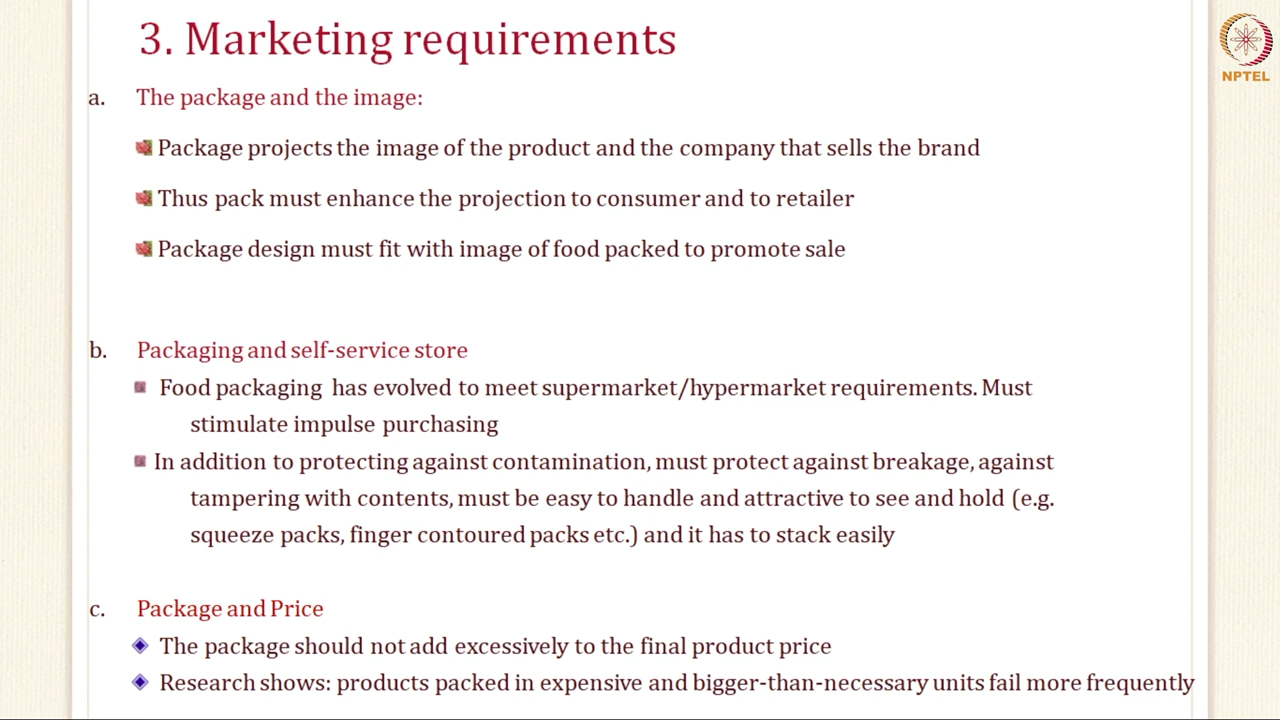 3. Marketing requirements
NPTEL
a. The package and the image:
Package projects the image of the product and the company that sells the brand
Thus pack must enhance the projection to consumer and to retailer
Package design must fit with image of food packed to promote sale
b. Packaging and self-service store
Food packaging has evolved to meet supermarket/hypermarket requirements. Must
stimulate impulse purchasing
In addition to protecting against contamination, must protect against breakage, against
tampering with contents, must be easy to handle and attractive to see and hold (e.g.
squeeze packs, finger contoured packs etc.) and it has to stack easily
c. Package and Price
The package should not add excessively to the final product price
Research shows: products packed in expensive and bigger-than-necessary units fail more frequently